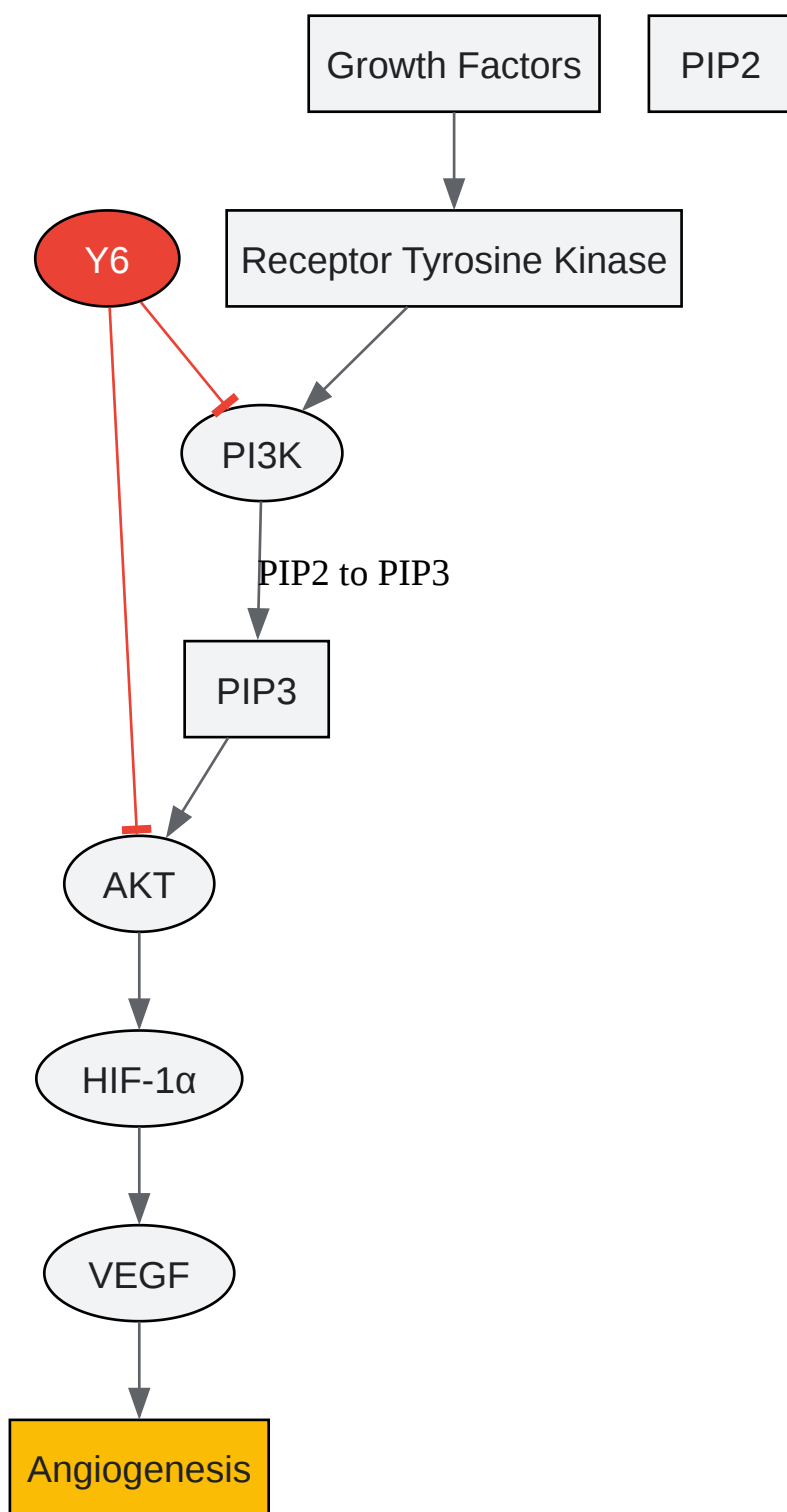 Growth Factors
PIP2
Y6
Receptor Tyrosine Kinase
PI3K
PIP2 to PIP3
PIP3
AKT
HIF-1α
VEGF
Angiogenesis